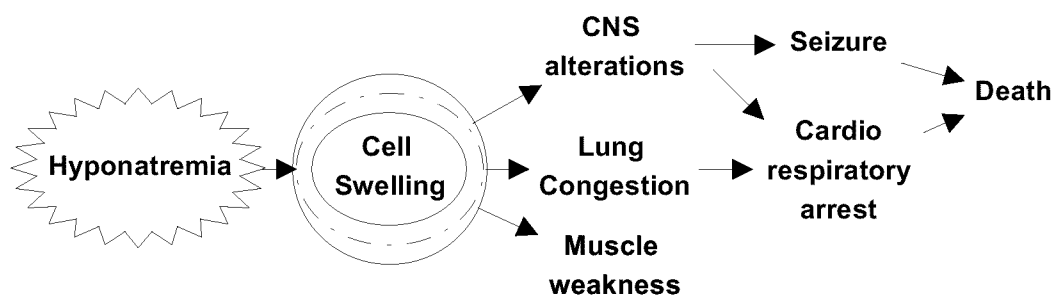 Hyponatremia
Cell
Swelling
CNS
alterations
Lung
Congestion
Muscle
weakness
Seizure
Cardio
respiratory
arrest
Death